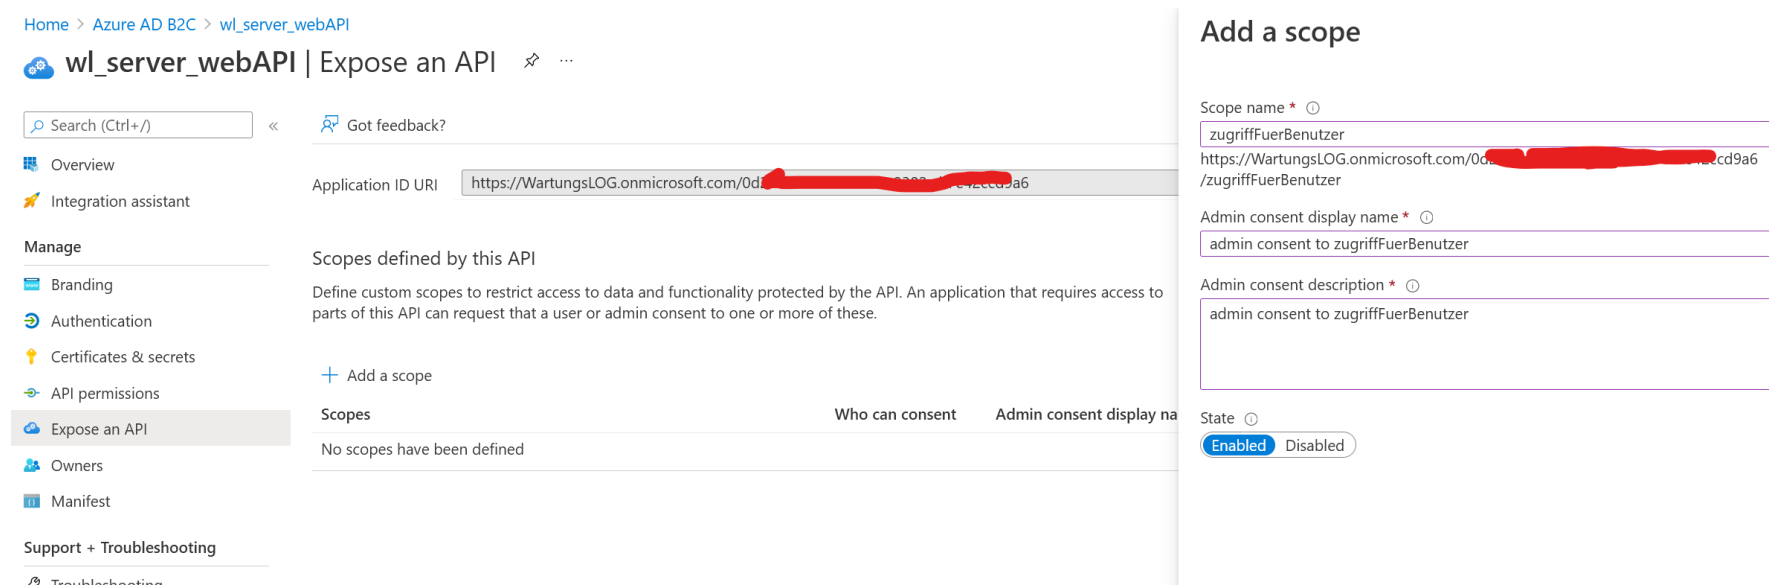 Home > Azure AD B2C > wl_server_webAPI
wl_server_webAPI | Expose an API
Search (Ctrl+/)
Overview
Integration assistant
Manage
Branding
Authentication
Certificates & secrets
API permissions
Expose an API
Owners
Manifest
Support + Troubleshooting
Troubleshooting
Got feedback?
Application ID URI
https://WartungsLOG.onmicrosoft.com/0d
Scopes defined by this API
Define custom scopes to restrict access to data and functionality protected by the API. An application that requires access to
parts of this API can request that a user or admin consent to one or more of these.
Add a scope
Scopes Who can consent Admin consent display na
No scopes have been defined
Add a scope
Scope name *
zugriffFuerBenutzer
https://WartungsLOG.onmicrosoft.com/0d ccd9a6
/zugriffFuerBenutzer
Admin consent display name *
admin consent to zugriffFuerBenutzer
Admin consent description *
admin consent to zugriffFuerBenutzer
State
Enabled Disabled